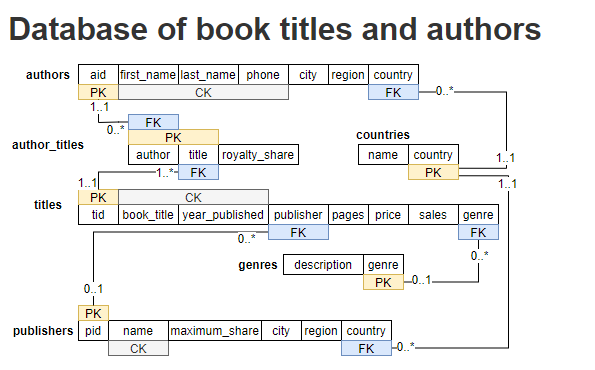 Database of book titles and authors
authors aid first_name last_name phone city region country
PK CK FK 0..*
1..1
FK
0..*
PK
countries
author_titles
author title royalty_share
name country
1..1
1..* FK
PK
1..1
1..1
PK CK
titles
tid book_title year_published publisher pages price sales genre
0..* FK FK
0..*
genres description genre
PK 0..1
0..1
PK
publishers pid name maximum_share city region country
CK FK 0..*